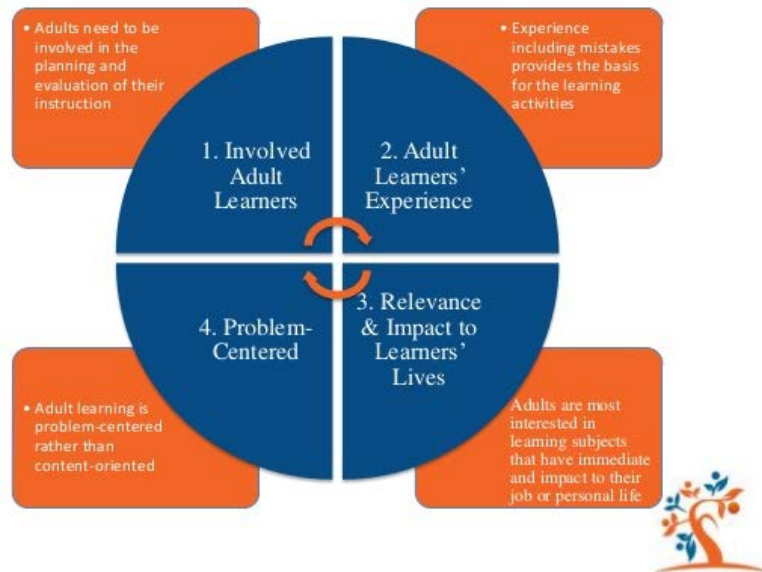 • Adults need to be
involved in the
planning and
evaluation of their
instruction
• Experience
including mistakes
provides the basis
for the learning
activities
1. Involved
Adult
Learners
2. Adult
Learners’
Experience
4. Problem-
Centered
3. Relevance
& Impact to
Learners’
Lives
• Adult learning is
problem-centered
rather than
content-oriented
Adults are most
interested in
learning subjects
that have immediate
and impact to their
job or personal life